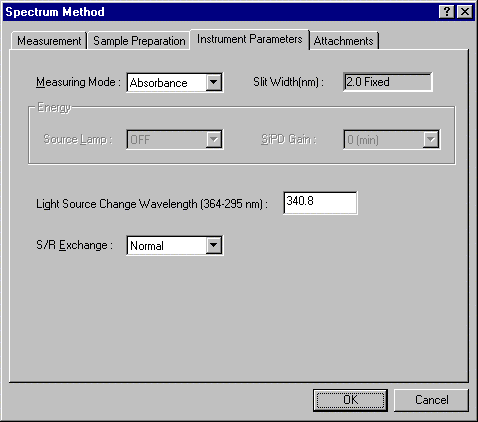 Spectrum Method
Measurement Sample Preparation Instrument Parameters Attachments
Measuring Mode : Absorbance Slit Width(nm) : 2.0 Fixed
Energy
Source Lamp : OFF SiPD Gain : 0 (min)
Light Source Change Wavelength (364-295 nm) : 340.8
S/R Exchange : Normal
OK Cancel